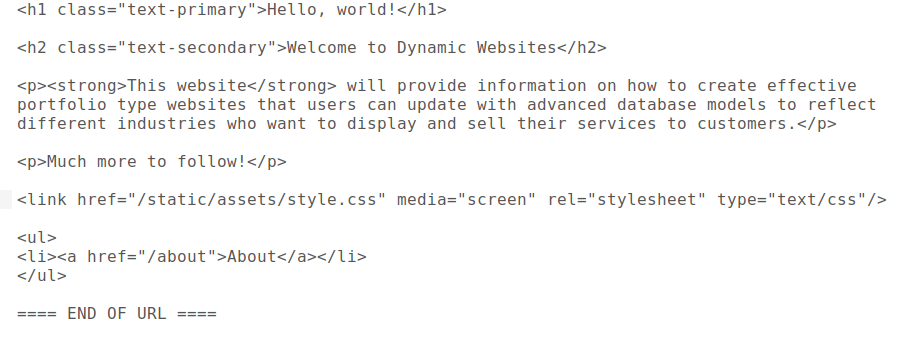 <h1 class="text-primary">Hello, world!</h1>
<h2 class="text-secondary">Welcome to Dynamic Websites</h2>
<p><strong>This website</strong> will provide information on how to create effective
portfolio type websites that users can update with advanced database models to reflect
different industries who want to display and sell their services to customers.</p>
<p>Much more to follow!</p>
<link href="/static/assets/style.css" media="screen" rel="stylesheet" type="text/css"/>
<ul>
<li><a href="/about">About</a></li>
</ul>
==== END OF URL ====